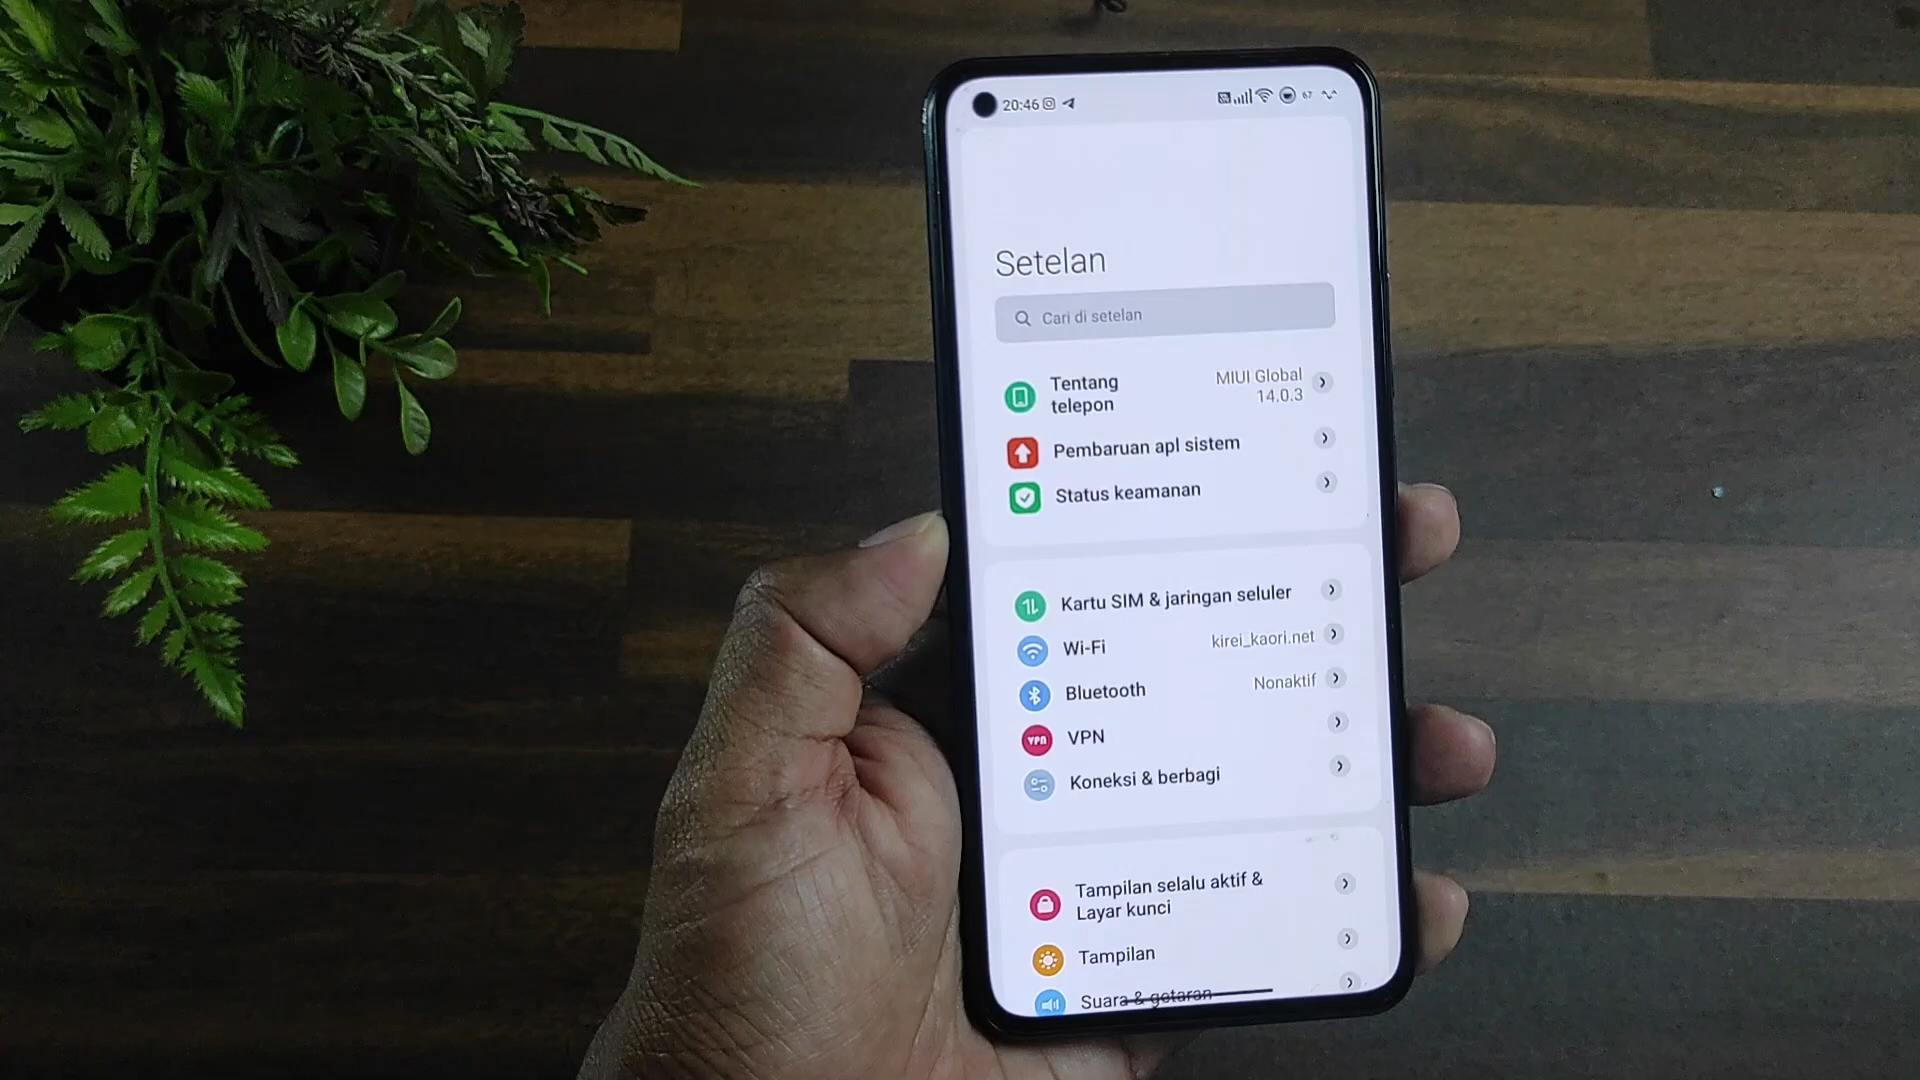 20:46
67
Setelan
Cari di setelan
Tentang
telepon
MIUI Global
14.0.3
Pembaruan apl sistem
Status keamanan
Kartu SIM & jaringan seluler
Wi-Fi
kirei_kaori.net
Bluetooth
Nonaktif
VPN
VPN
Koneksi & berbagi
Tampilan selalu aktif &
Layar kunci
Tampilan
Suara & getaran